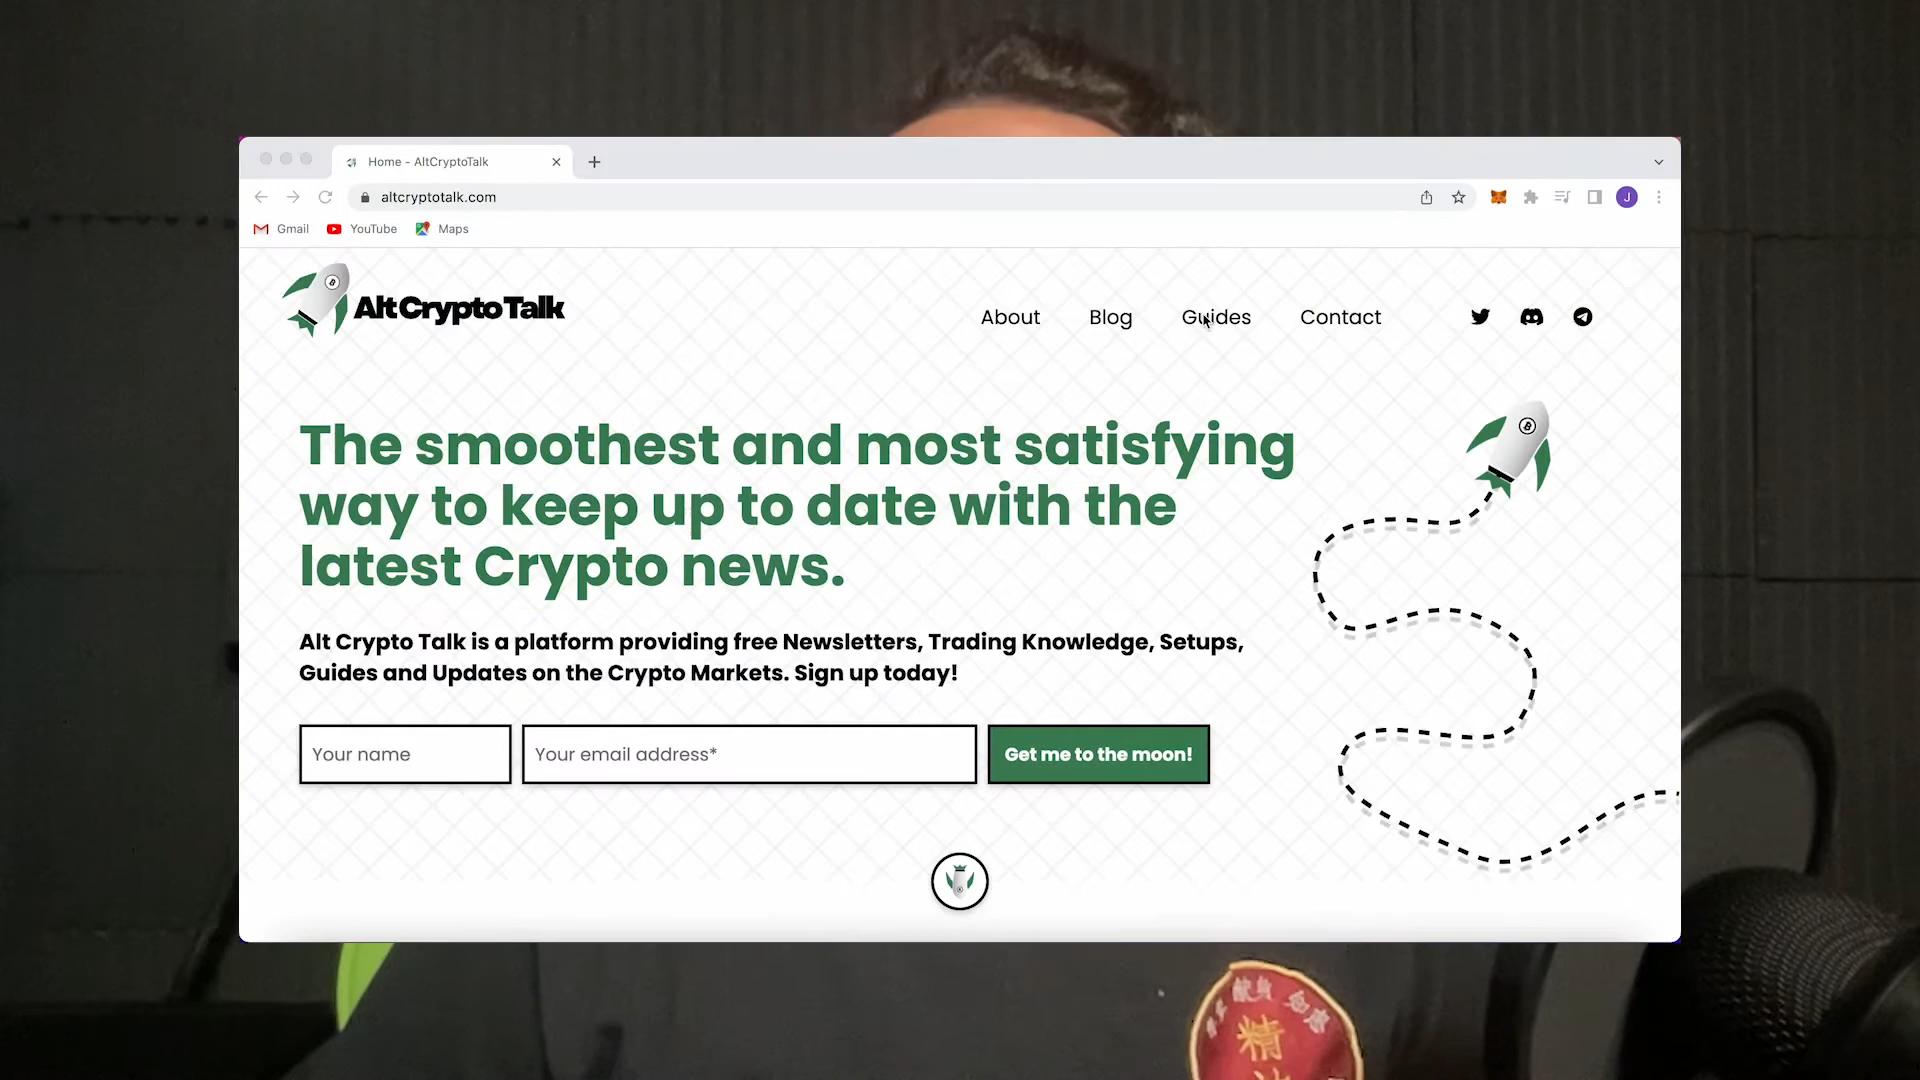 Home - AltCryptoTalk
altcryptotalk.com
J
Gmail
YouTube
Maps
AltCryptoTalk
About
Blog
Guides
Contact
The smoothest and most satisfying
way to keep up to date with the
latest Crypto news.
Alt Crypto Talk is a platform providing free Newsletters, Trading Knowledge, Setups,
Guides and Updates on the Crypto Markets. Sign up today!
Your name
Your email address*
Get me to the moon!
精